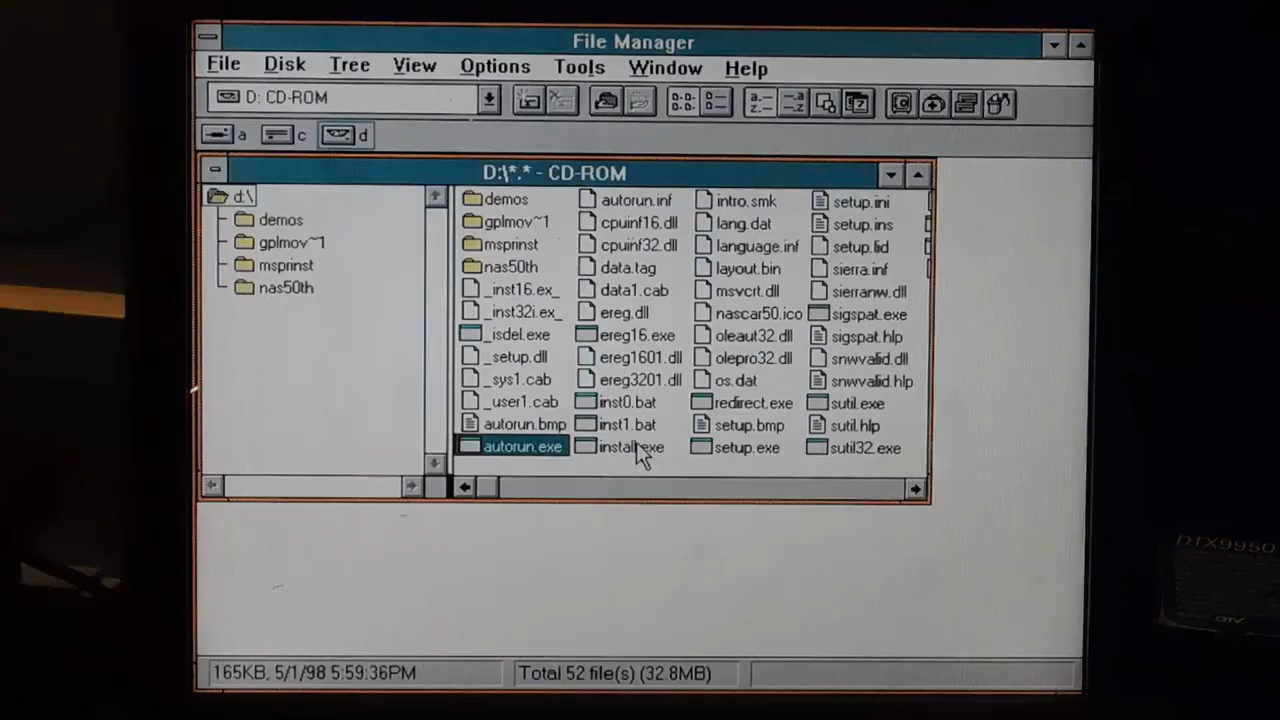 File Manager
File Disk Tree View Options Tools Window Help
D: CD-ROM
a c d
D:\*.* - CD-ROM
d:\
demos
gplmov~1
msprinst
nas50th
demos autorun.inf intro.smk setup.ini
gplmov~1 cpuinf16.dll lang.dat setup.ins
msprinst cpuinf32.dll language.inf setup.lid
nas50th data.tag layout.bin sierra.inf
_inst16.ex_ data1.cab msvcrt.dll sierranw.dll
_inst32i.ex_ ereg.dll nascar50.ico sigspat.exe
_isdel.exe ereg16.exe oleaut32.dll sigspat.hlp
_setup.dll ereg1601.dll olepro32.dll snwvalid.dll
_sys1.cab ereg3201.dll os.dat snwvalid.hlp
_user1.cab inst0.bat redirect.exe sutil.exe
autorun.bmp inst1.bat setup.bmp sutil.hlp
autorun.exe install.exe setup.exe sutil32.exe
165KB, 5/1/98 5:59:36PM Total 52 file(s) (32.8MB)
DTX9950
DTV